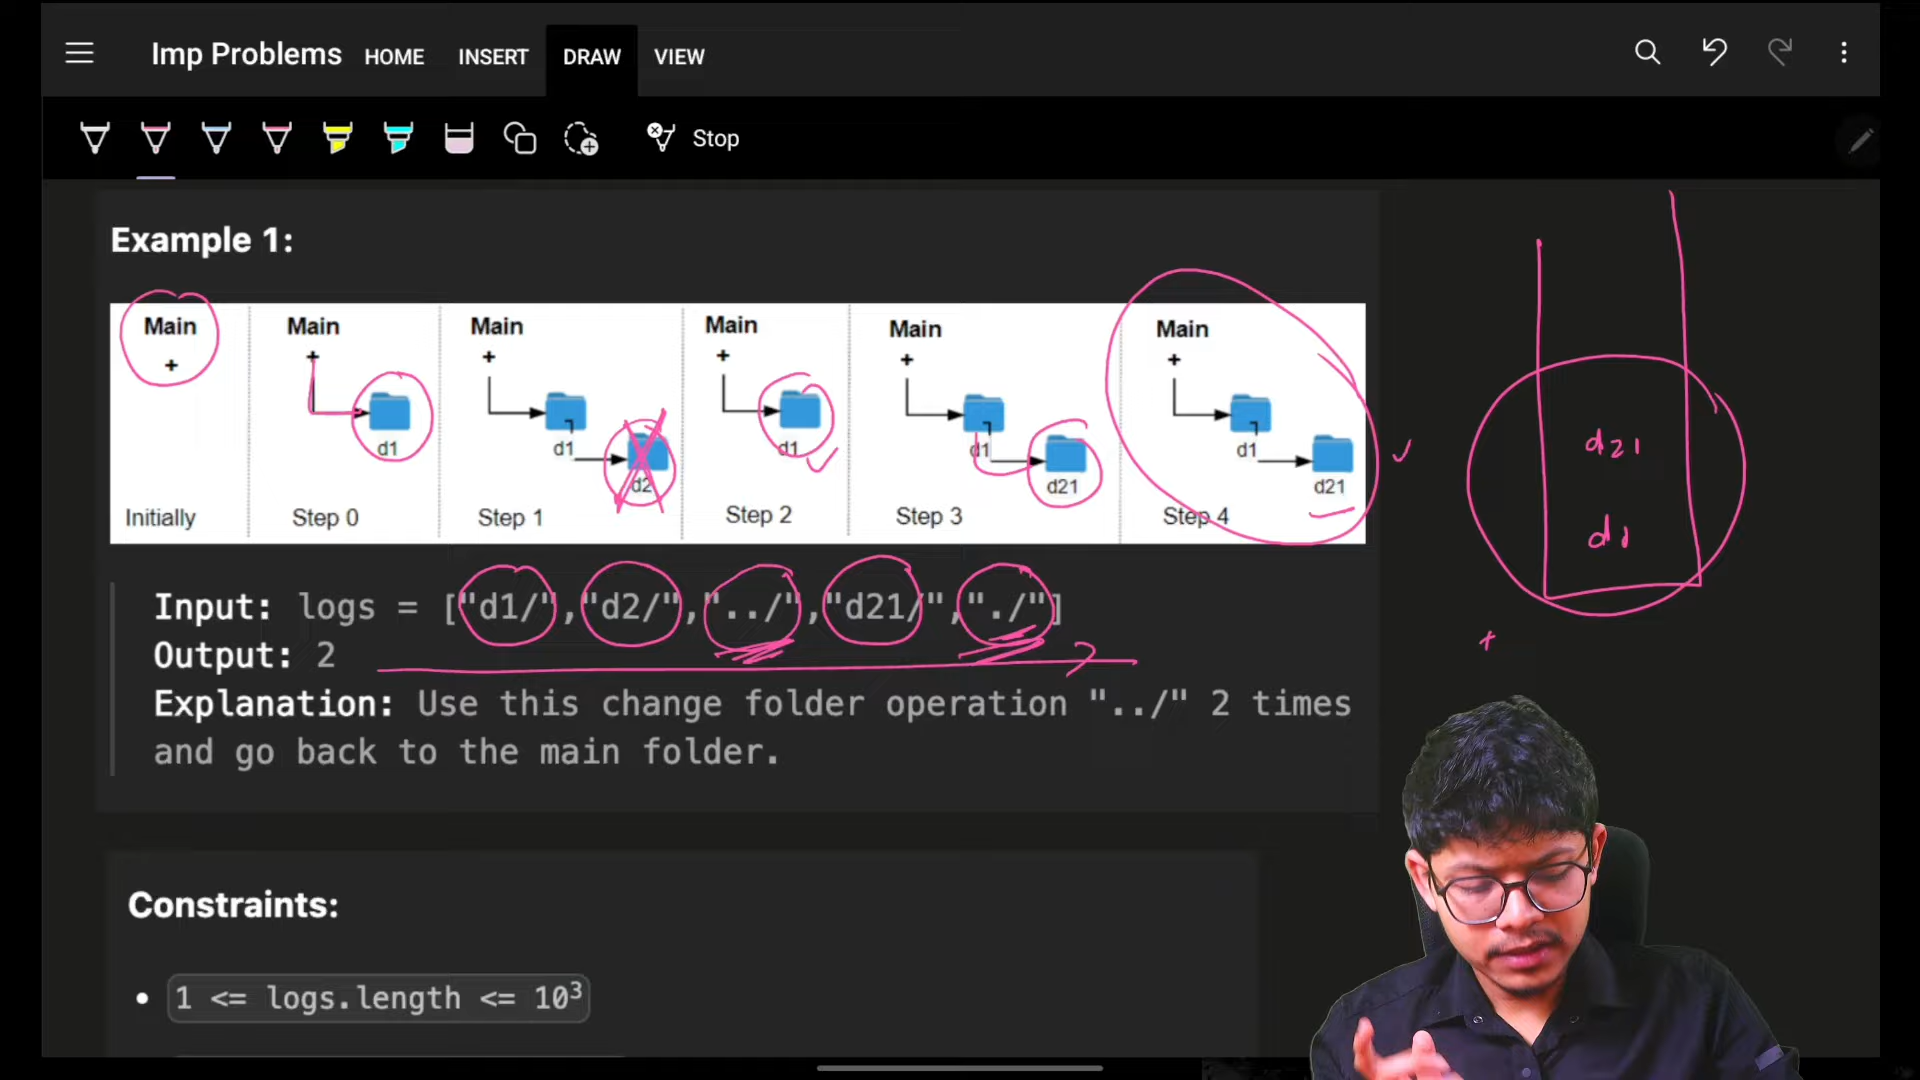 Imp Problems HOME INSERT DRAW VIEW
Stop
Example 1:
Main Main Main Main Main Main
+ + + + + +
d1 d1 d1 d1 d1
d2 d21 d21
Initially Step 0 Step 1 Step 2 Step 3 Step 4
d21
d1
Input: logs = ["d1/","d2/","../","d21/","./"]
Output: 2
Explanation: Use this change folder operation "../" 2 times
and go back to the main folder.
Constraints:
• 1 <= logs.length <= 10³